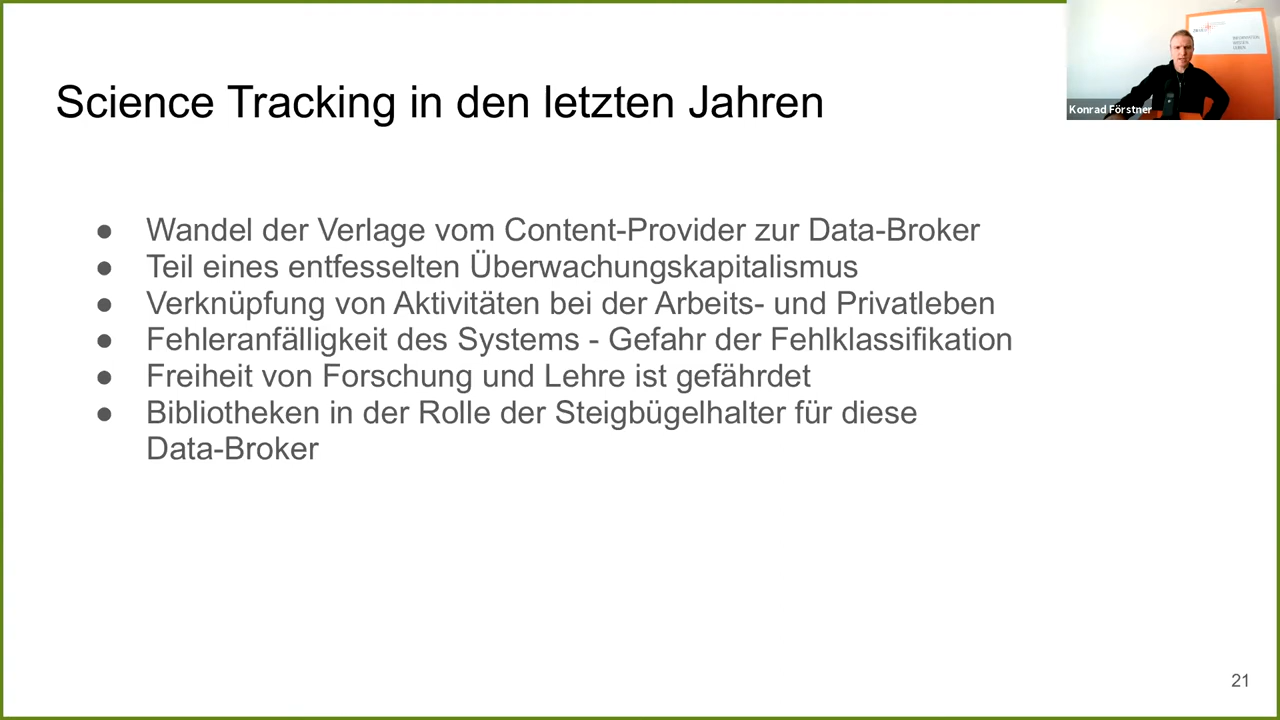 Science Tracking in den letzten Jahren
Konrad Förstner
● Wandel der Verlage vom Content-Provider zur Data-Broker
● Teil eines entfesselten Überwachungskapitalismus
● Verknüpfung von Aktivitäten bei der Arbeits- und Privatleben
● Fehleranfälligkeit des Systems - Gefahr der Fehlklassifikation
● Freiheit von Forschung und Lehre ist gefährdet
● Bibliotheken in der Rolle der Steigbügelhalter für diese
Data-Broker
21